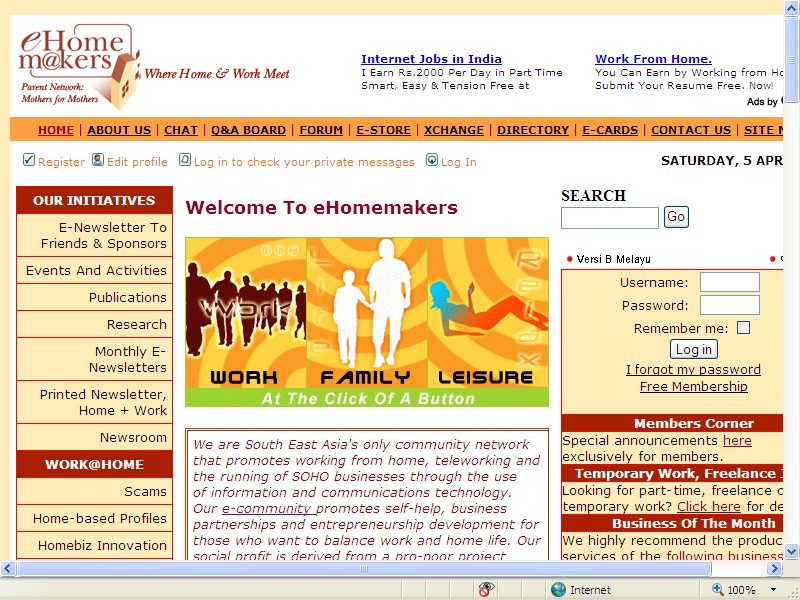 eHome
m@kers
Where Home & Work Meet
Parent Network:
Mothers for Mothers
Internet Jobs in India
I Earn Rs.2000 Per Day in Part Time
Smart, Easy & Tension Free at
Work From Home.
You Can Earn by Working from Ho
Submit Your Resume Free. Now!
Ads by
HOME | ABOUT US | CHAT | Q&A BOARD | FORUM | E-STORE | XCHANGE | DIRECTORY | E-CARDS | CONTACT US | SITE
Register Edit profile Log in to check your private messages Log In
SATURDAY, 5 APR
OUR INITIATIVES
E-Newsletter To
Friends & Sponsors
Events And Activities
Publications
Research
Monthly E-
Newsletters
Printed Newsletter,
Home + Work
Newsroom
WORK@HOME
Scams
Home-based Profiles
Homebiz Innovation
Welcome To eHomemakers
Work
Life
Relax
WORK FAMILY LEISURE
At The Click Of A Button
We are South East Asia's only community network
that promotes working from home, teleworking and
the running of SOHO businesses through the use
of information and communications technology.
Our e-community promotes self-help, business
partnerships and entrepreneurship development for
those who want to balance work and home life. Our
social profit is derived from a pro-poor project
SEARCH
Go
Versi B Melayu
Username:
Password:
Remember me:
Log in
I forgot my password
Free Membership
Members Corner
Special announcements here
exclusively for members.
Temporary Work, Freelance
Looking for part-time, freelance o
temporary work? Click here for de
Business Of The Month
We highly recommend the produc
services of the following business
Internet
100%